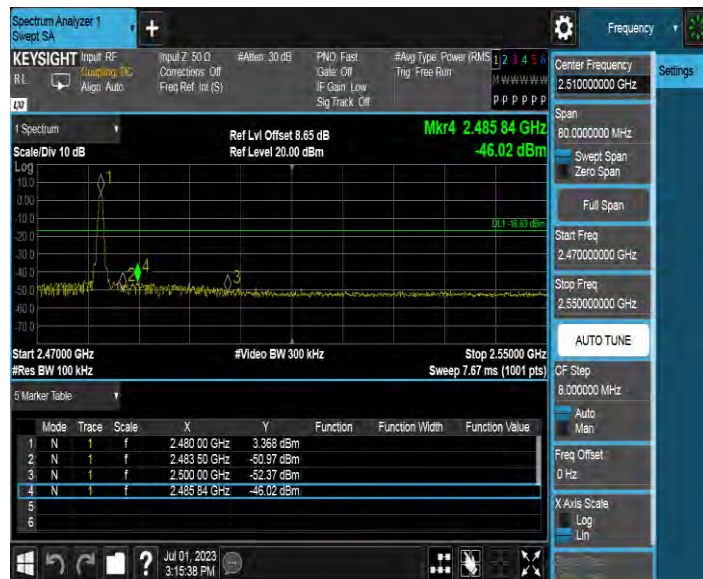 Spectrum Analyzer 1
Swept SA
Frequency
KEYSIGHT
RL
Input: RF
Coupling: DC
Align: Auto
Input Z: 50 Ω
Corrections: Off
Freq Ref: Int (S)
#Atten: 30 dB
PNO: Fast
Gate: Off
IF Gain: Low
Sig Track: Off
#Avg Type: Power (RMS
Trig: Free Run
1 2 3 4 5 6
M W W W W W
P P P P P P
1 Spectrum
Scale/Div 10 dB
Ref Lvl Offset 8.65 dB
Ref Level 20.00 dBm
Mkr4 2.485 84 GHz
-46.02 dBm
Log
10.0
0.00
-10.0
-20.0
-30.0
-40.0
-50.0
-60.0
-70.0
1
2
4
3
DL1 -16.63 dBm
Start 2.47000 GHz
#Res BW 100 kHz
#Video BW 300 kHz
Stop 2.55000 GHz
Sweep 7.67 ms (1001 pts)
5 Marker Table
Mode Trace Scale X Y Function Function Width Function Value
1 N 1 f 2.480 00 GHz 3.368 dBm
2 N 1 f 2.483 50 GHz -50.97 dBm
3 N 1 f 2.500 00 GHz -52.37 dBm
4 N 1 f 2.485 84 GHz -46.02 dBm
5
6
Jul 01, 2023
3:15:38 PM
Center Frequency
2.510000000 GHz
Settings
Span
80.0000000 MHz
Swept Span
Zero Span
Full Span
Start Freq
2.470000000 GHz
Stop Freq
2.550000000 GHz
AUTO TUNE
CF Step
8.000000 MHz
Auto
Man
Freq Offset
0 Hz
X Axis Scale
Log
Lin